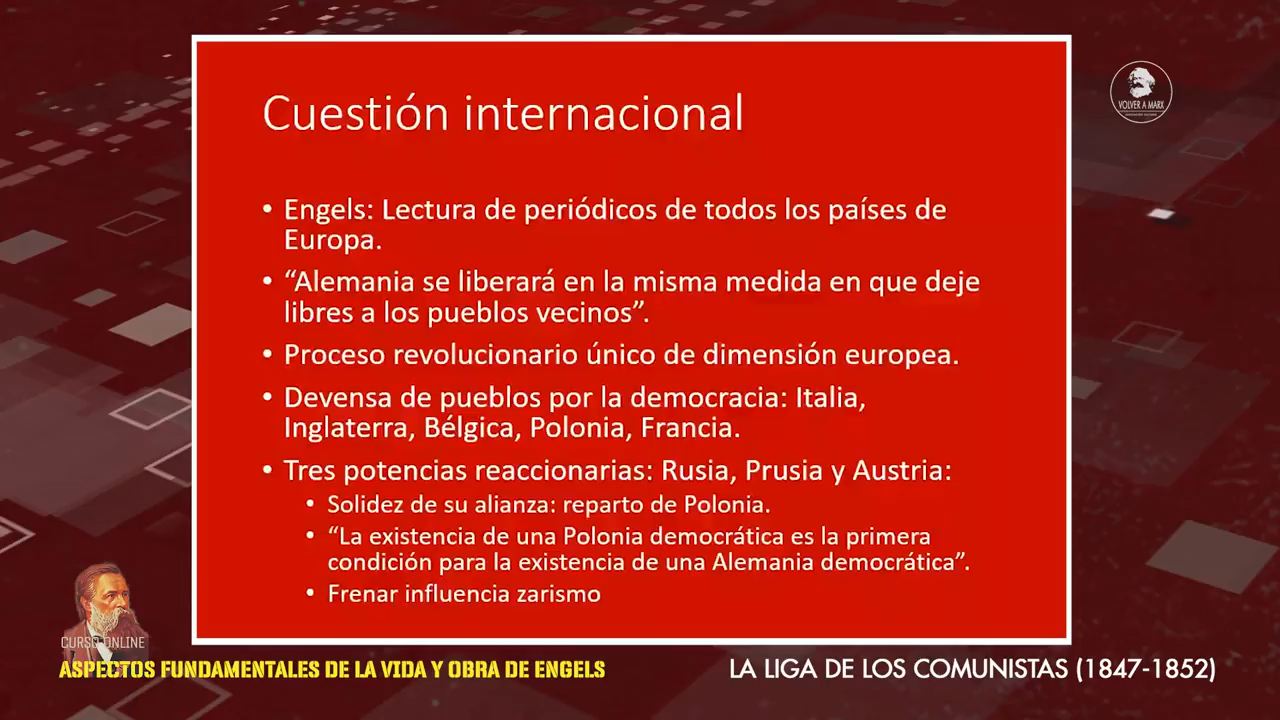 Cuestión internacional
VOLVER A MARX
• Engels: Lectura de periódicos de todos los países de
Europa.
• “Alemania se liberará en la misma medida en que deje
libres a los pueblos vecinos”.
• Proceso revolucionario único de dimensión europea.
• Devensa de pueblos por la democracia: Italia,
Inglaterra, Bélgica, Polonia, Francia.
• Tres potencias reaccionarias: Rusia, Prusia y Austria:
• Solidez de su alianza: reparto de Polonia.
• “La existencia de una Polonia democrática es la primera
condición para la existencia de una Alemania democrática”.
• Frenar influencia zarismo
CURSO ONLINE
ASPECTOS FUNDAMENTALES DE LA VIDA Y OBRA DE ENGELS
LA LIGA DE LOS COMUNISTAS (1847-1852)